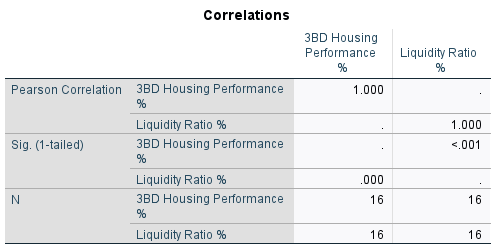 Correlations
3BD Housing Performance % Liquidity Ratio %
Pearson Correlation 3BD Housing Performance % 1.000 .
Liquidity Ratio % . 1.000
Sig. (1-tailed) 3BD Housing Performance % . <.001
Liquidity Ratio % .000 .
N 3BD Housing Performance % 16 16
Liquidity Ratio % 16 16